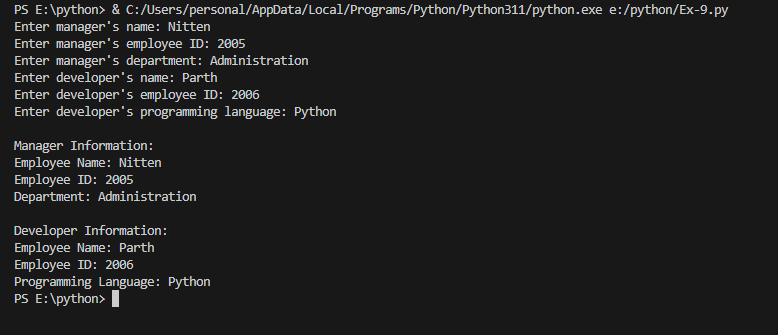 PS E:\python> & C:/Users/personal/AppData/Local/Programs/Python/Python311/python.exe e:/python/Ex-9.py
Enter manager's name: Nitten
Enter manager's employee ID: 2005
Enter manager's department: Administration
Enter developer's name: Parth
Enter developer's employee ID: 2006
Enter developer's programming language: Python

Manager Information:
Employee Name: Nitten
Employee ID: 2005
Department: Administration

Developer Information:
Employee Name: Parth
Employee ID: 2006
Programming Language: Python
PS E:\python>